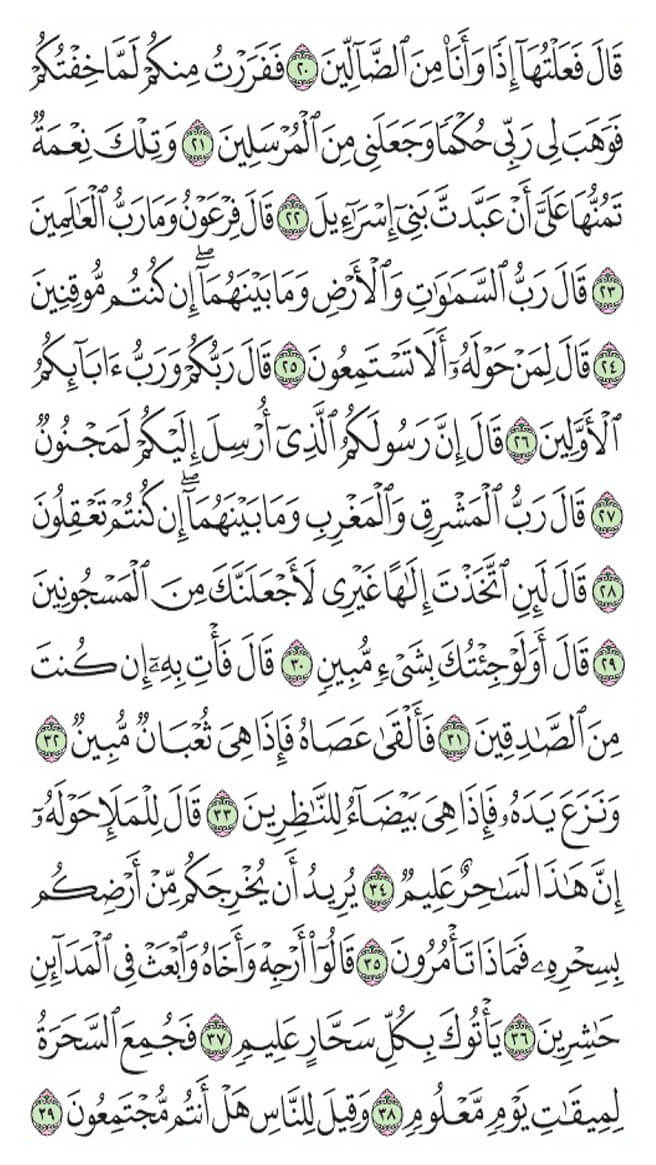 قَالَ فَعَلْتُهَآ إِذًا وَأَنَا۠ مِنَ ٱلضَّآلِّينَ ٢٠ فَفَرَرْتُ مِنكُمْ لَمَّا خِفْتُكُمْ
فَوَهَبَ لِى رَبِّى حُكْمًا وَجَعَلَنِى مِنَ ٱلْمُرْسَلِينَ ٢١ وَتِلْكَ نِعْمَةٌ
تَمُنُّهَا عَلَىَّ أَنْ عَبَّدتَّ بَنِىٓ إِسْرَٰٓءِيلَ ٢٢ قَالَ فِرْعَوْنُ وَمَا رَبُّ ٱلْعَٰلَمِينَ
٢٣ قَالَ رَبُّ ٱلسَّمَٰوَٰتِ وَٱلْأَرْضِ وَمَا بَيْنَهُمَآ ۖ إِن كُنتُم مُّوقِنِينَ
٢٤ قَالَ لِمَنْ حَوْلَهُۥٓ أَلَا تَسْتَمِعُونَ ٢٥ قَالَ رَبُّكُمْ وَرَبُّ ءَابَآئِكُمُ
ٱلْأَوَّلِينَ ٢٦ قَالَ إِنَّ رَسُولَكُمُ ٱلَّذِىٓ أُرْسِلَ إِلَيْكُمْ لَمَجْنُونٌ
٢٧ قَالَ رَبُّ ٱلْمَشْرِقِ وَٱلْمَغْرِبِ وَمَا بَيْنَهُمَآ ۖ إِن كُنتُمْ تَعْقِلُونَ
٢٨ قَالَ لَئِنِ ٱتَّخَذْتَ إِلَٰهًا غَيْرِى لَأَجْعَلَنَّكَ مِنَ ٱلْمَسْجُونِينَ
٢٩ قَالَ أَوَلَوْ جِئْتُكَ بِشَىْءٍ مُّبِينٍ ٣٠ قَالَ فَأْتِ بِهِۦٓ إِن كُنتَ
مِنَ ٱلصَّٰدِقِينَ ٣١ فَأَلْقَىٰ عَصَاهُ فَإِذَا هِىَ ثُعْبَانٌ مُّبِينٌ ٣٢
وَنَزَعَ يَدَهُۥ فَإِذَا هِىَ بَيْضَآءُ لِلنَّٰظِرِينَ ٣٣ قَالَ لِلْمَلَإِ حَوْلَهُۥٓ
إِنَّ هَٰذَا لَسَٰحِرٌ عَلِيمٌ ٣٤ يُرِيدُ أَن يُخْرِجَكُم مِّنْ أَرْضِكُم
بِسِحْرِهِۦ فَمَاذَا تَأْمُرُونَ ٣٥ قَالُوٓا۟ أَرْجِهْ وَأَخَاهُ وَٱبْعَثْ فِى ٱلْمَدَآئِنِ
حَٰشِرِينَ ٣٦ يَأْتُوكَ بِكُلِّ سَحَّارٍ عَلِيمٍ ٣٧ فَجُمِعَ ٱلسَّحَرَةُ
لِمِيقَٰتِ يَوْمٍ مَّعْلُومٍ ٣٨ وَقِيلَ لِلنَّاسِ هَلْ أَنتُم مُّجْتَمِعُونَ ٣٩